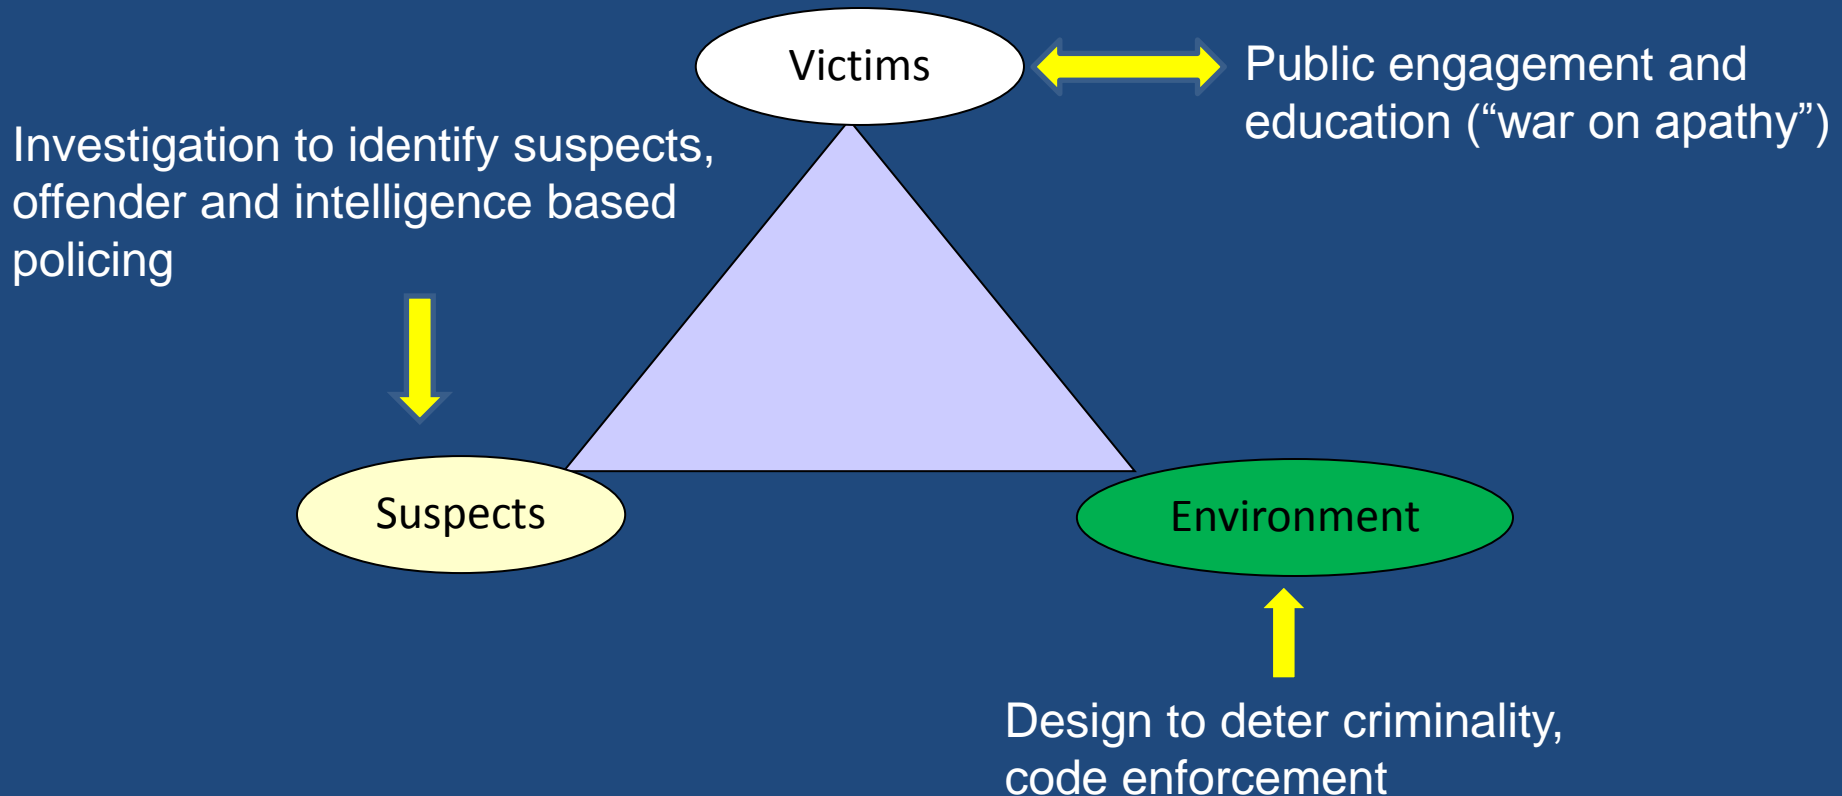 Victims
Public engagement and
education (“war on apathy”)
Investigation to identify suspects,
offender and intelligence based
policing
Suspects
Environment
Design to deter criminality,
code enforcement